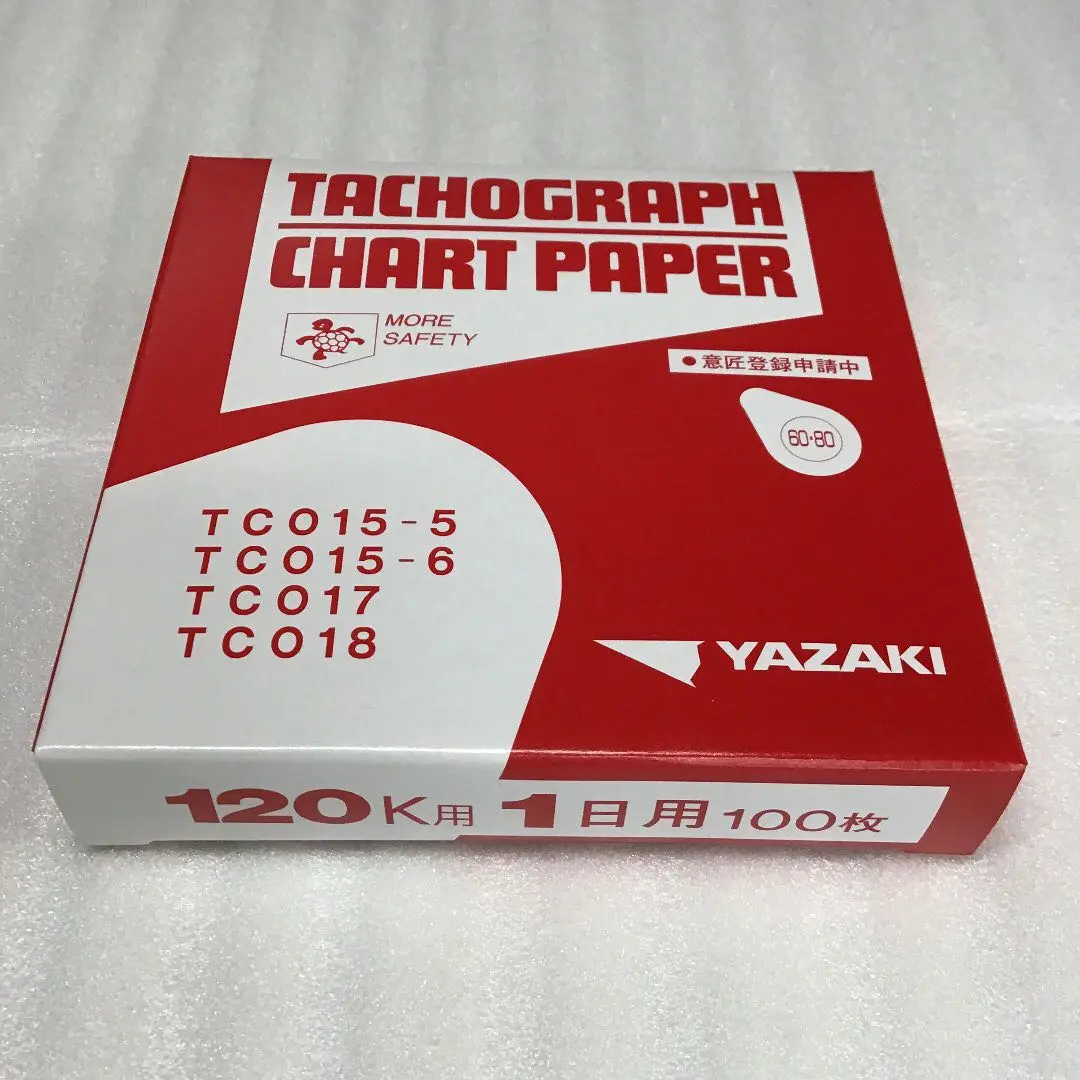 TACHOGRAPH
CHART PAPER
MORE
SAFETY
●意匠登録申請中
60・80
TCO15-5
TCO15-6
TCO17
TCO18
YAZAKI
120K用 1日用 100枚